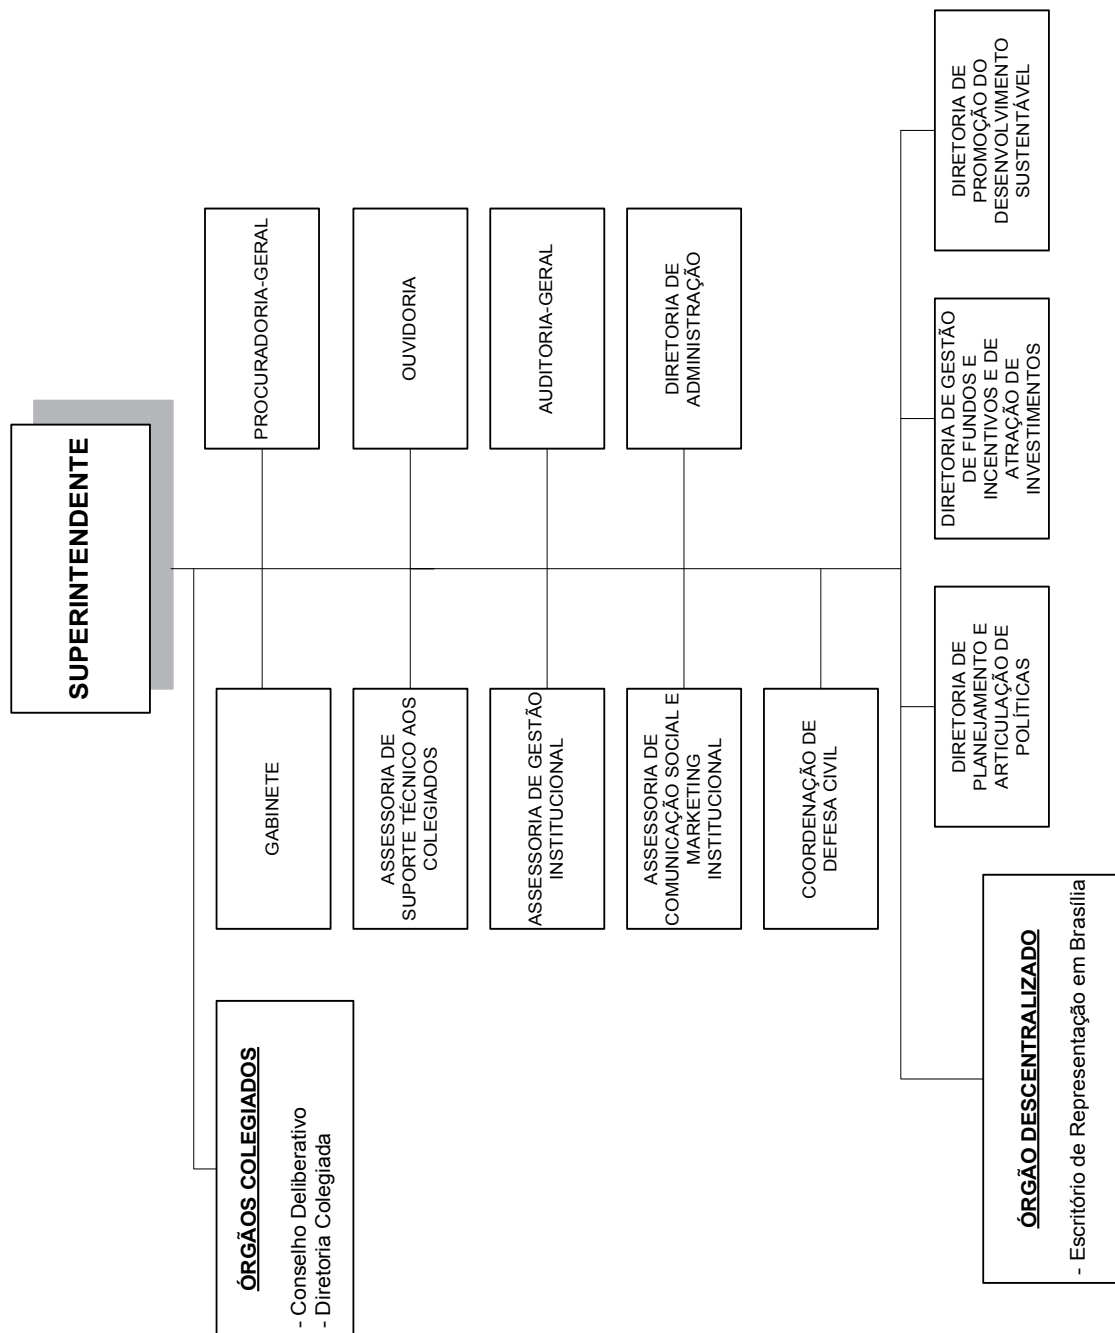 SUPERINTENDENTE
ÓRGÃOS COLEGIADOS
- Conselho Deliberativo
- Diretoria Colegiada
GABINETE
PROCURADORIA-GERAL
ASSESSORIA DE
SUPORTE TÉCNICO AOS
COLEGIADOS
OUVIDORIA
ASSESSORIA DE GESTÃO
INSTITUCIONAL
AUDITORIA-GERAL
ASSESSORIA DE
COMUNICAÇÃO SOCIAL E
MARKETING
INSTITUCIONAL
DIRETORIA DE
ADMINISTRAÇÃO
COORDENAÇÃO DE
DEFESA CIVIL
ÓRGÃO DESCENTRALIZADO
- Escritório de Representação em Brasília
DIRETORIA DE
PLANEJAMENTO E
ARTICULAÇÃO DE
POLÍTICAS
DIRETORIA DE GESTÃO
DE FUNDOS E
INCENTIVOS E DE
ATRAÇÃO DE
INVESTIMENTOS
DIRETORIA DE
PROMOÇÃO DO
DESENVOLVIMENTO
SUSTENTÁVEL